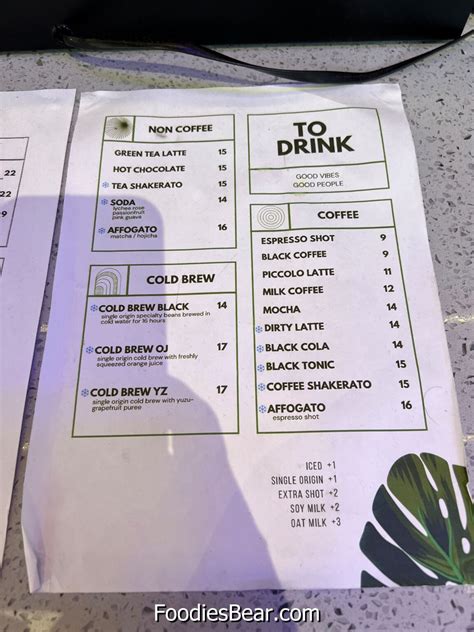 22
22
9
NON COFFEE
GREEN TEA LATTE 15
HOT CHOCOLATE 15
TEA SHAKERATO 15
SODA 14
lychee rose
passionfruit
pink guava
AFFOGATO 16
matcha / hojicha
COLD BREW
COLD BREW BLACK 14
single origin specialty beans brewed in
cold water for 16 hours
COLD BREW OJ 17
single origin cold brew with freshly
squeezed orange juice
COLD BREW YZ 17
single origin cold brew with yuzu-
grapefruit puree
TO
DRINK
GOOD VIBES
GOOD PEOPLE
COFFEE
ESPRESSO SHOT 9
BLACK COFFEE 9
PICCOLO LATTE 11
MILK COFFEE 12
MOCHA 14
DIRTY LATTE 14
BLACK COLA 14
BLACK TONIC 15
COFFEE SHAKERATO 15
AFFOGATO 16
espresso shot
ICED +1
SINGLE ORIGIN +1
EXTRA SHOT +2
SOY MILK +2
OAT MILK +3
FoodiesBear.com